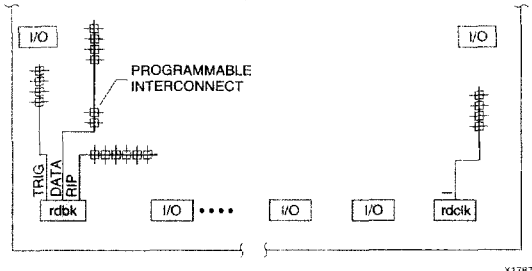 I/O
I/O
PROGRAMMABLE
INTERCONNECT
TRIG
DATA
RIP
rdbk
I/O
I/O
I/O
rdclk
X1787